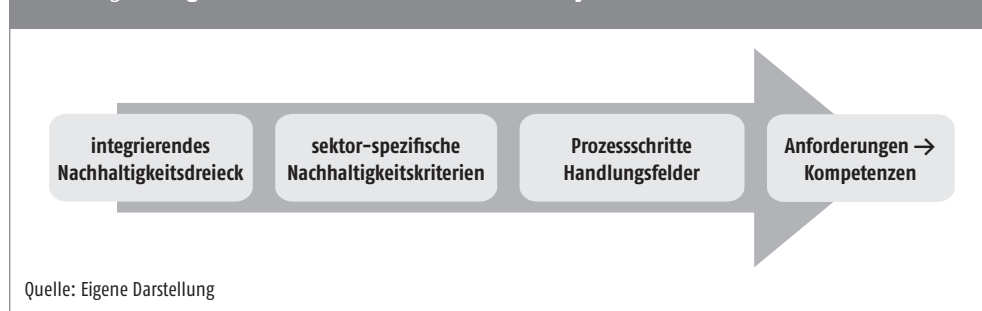 integrierendes
Nachhaltigkeitsdreieck
sektor-spezifische
Nachhaltigkeitskriterien
Prozessschritte
Handlungsfelder
Anforderungen →
Kompetenzen
Quelle: Eigene Darstellung